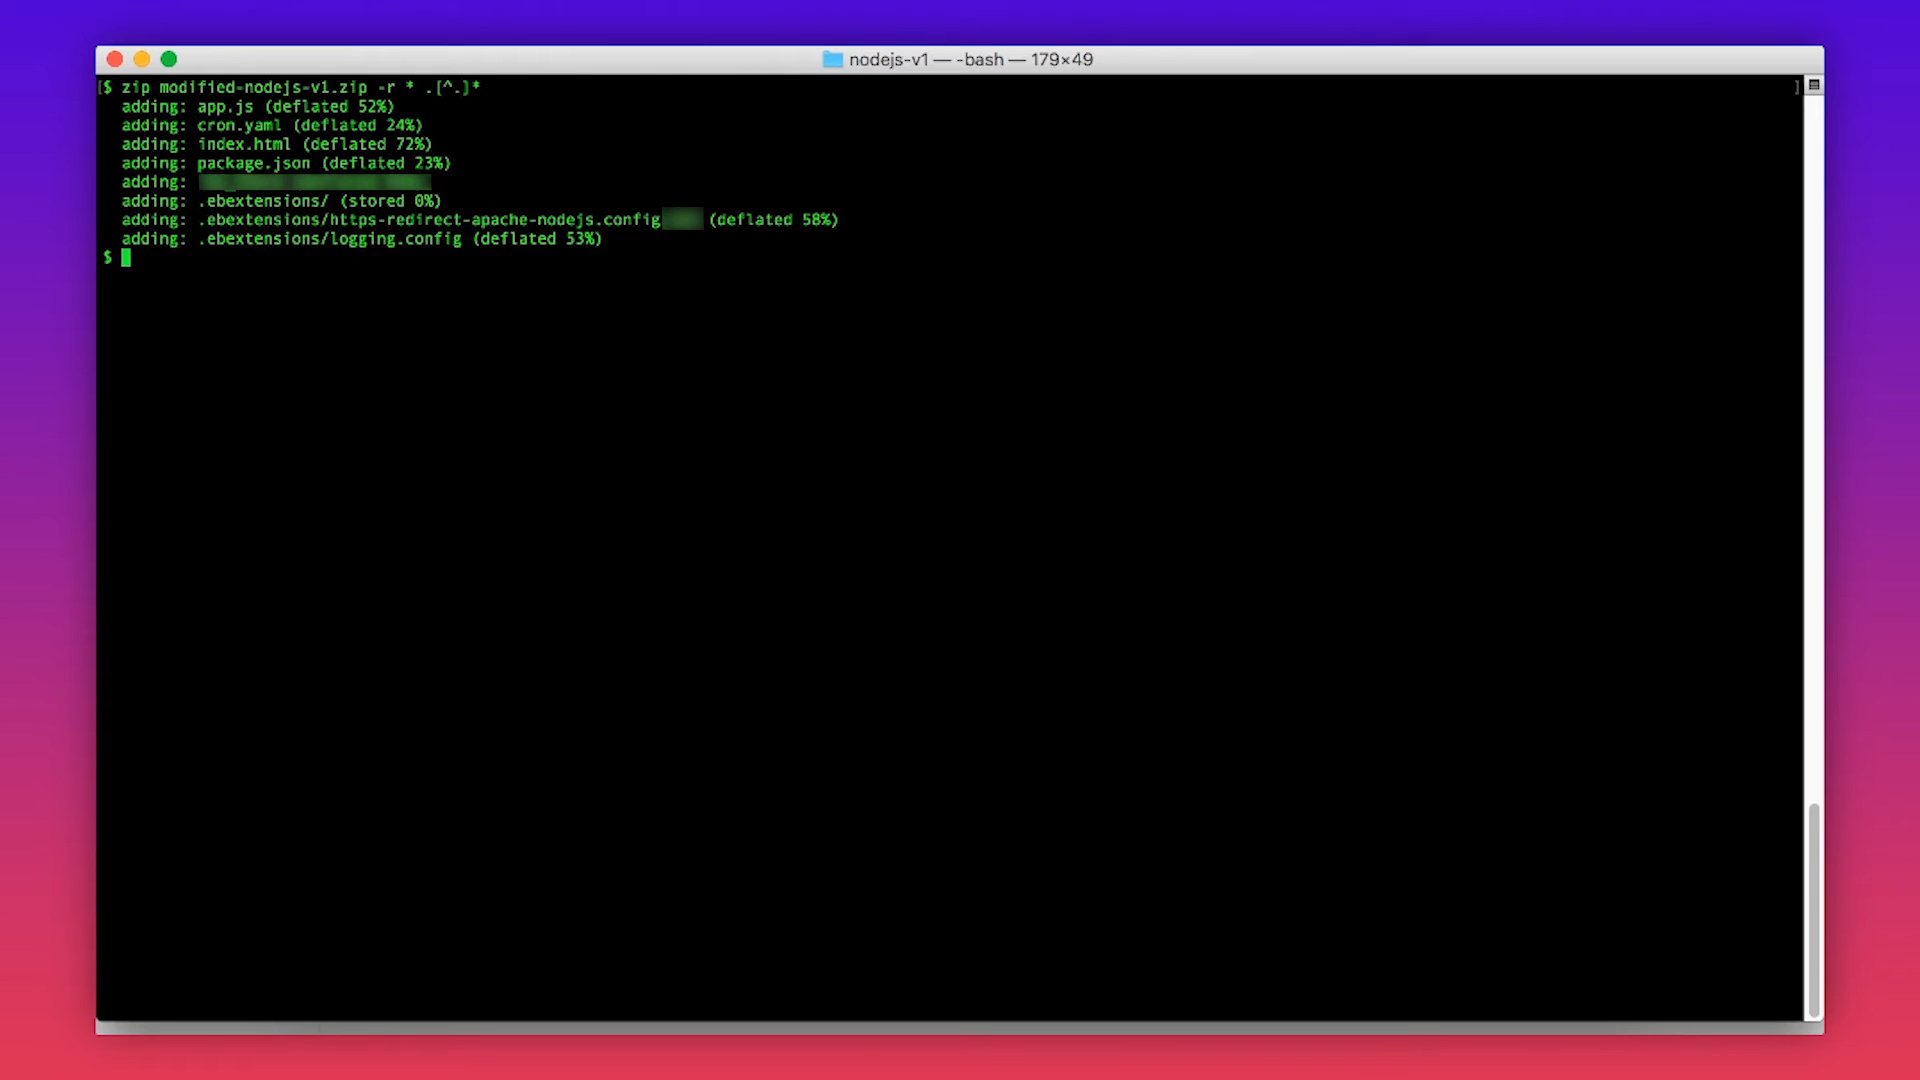 nodejs-v1 — -bash — 179×49
[$ zip modified-nodejs-v1.zip -r * .[^.]* ]
adding: app.js (deflated 52%)
adding: cron.yaml (deflated 24%)
adding: index.html (deflated 72%)
adding: package.json (deflated 23%)
adding:
adding: .ebextensions/ (stored 0%)
adding: .ebextensions/https-redirect-apache-nodejs.config (deflated 58%)
adding: .ebextensions/logging.config (deflated 53%)
$